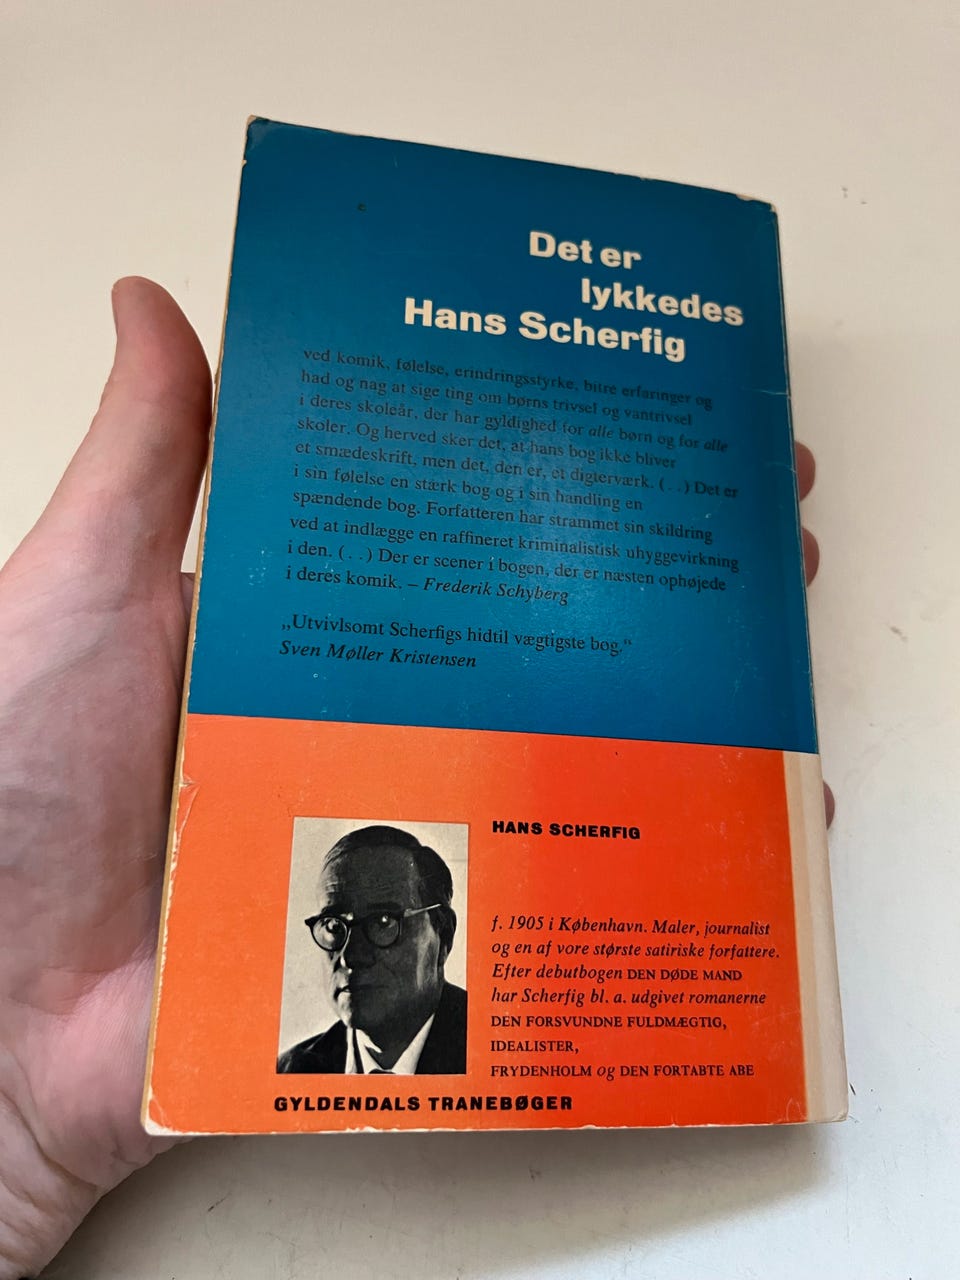 Det er
lykkedes
Hans Scherfig
ved komik, følelse, erindringsstyrke, bitre erfaringer og
had og nag at sige ting om børns trivsel og vantrivsel
i deres skoleår, der har gyldighed for alle børn og for alle
skoler. Og herved sker det, at hans bog ikke bliver
et smædeskrift, men det, den er, et digterværk. (. .) Det er
i sin følelse en stærk bog og i sin handling en
spændende bog. Forfatteren har strammet sin skildring
ved at indlægge en raffineret kriminalistisk uhyggevirkning
i den. (. .) Der er scener i bogen, der er næsten ophøjede
i deres komik. – Frederik Schyberg
„Utvivlsomt Scherfigs hidtil vægtigste bog.“
Sven Møller Kristensen
HANS SCHERFIG
f. 1905 i København. Maler, journalist
og en af vore største satiriske forfattere.
Efter debutbogen DEN DØDE MAND
har Scherfig bl. a. udgivet romanerne
DEN FORSVUNDNE FULDMÆGTIG,
IDEALISTER,
FRYDENHOLM og DEN FORTABTE ABE
GYLDENDALS TRANEBØGER